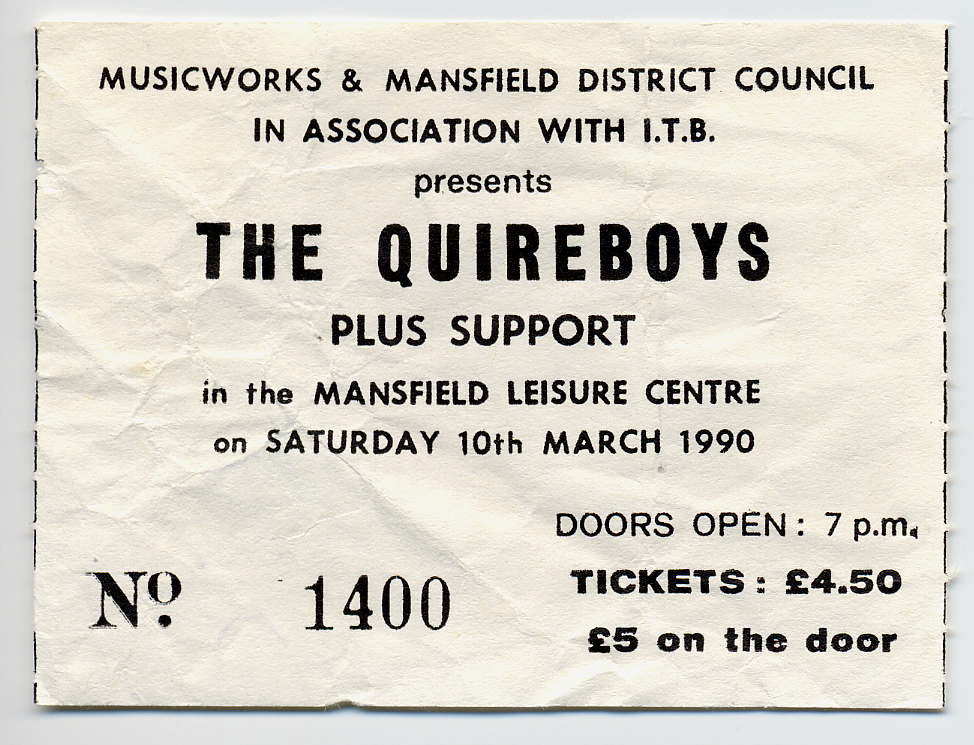 MUSICWORKS & MANSFIELD DISTRICT COUNCIL
IN ASSOCIATION WITH I.T.B.
presents
THE QUIREBOYS
PLUS SUPPORT
in the MANSFIELD LEISURE CENTRE
on SATURDAY 10th MARCH 1990
DOORS OPEN: 7 p.m.
TICKETS: £4.50
£5 on the door
No. 1400